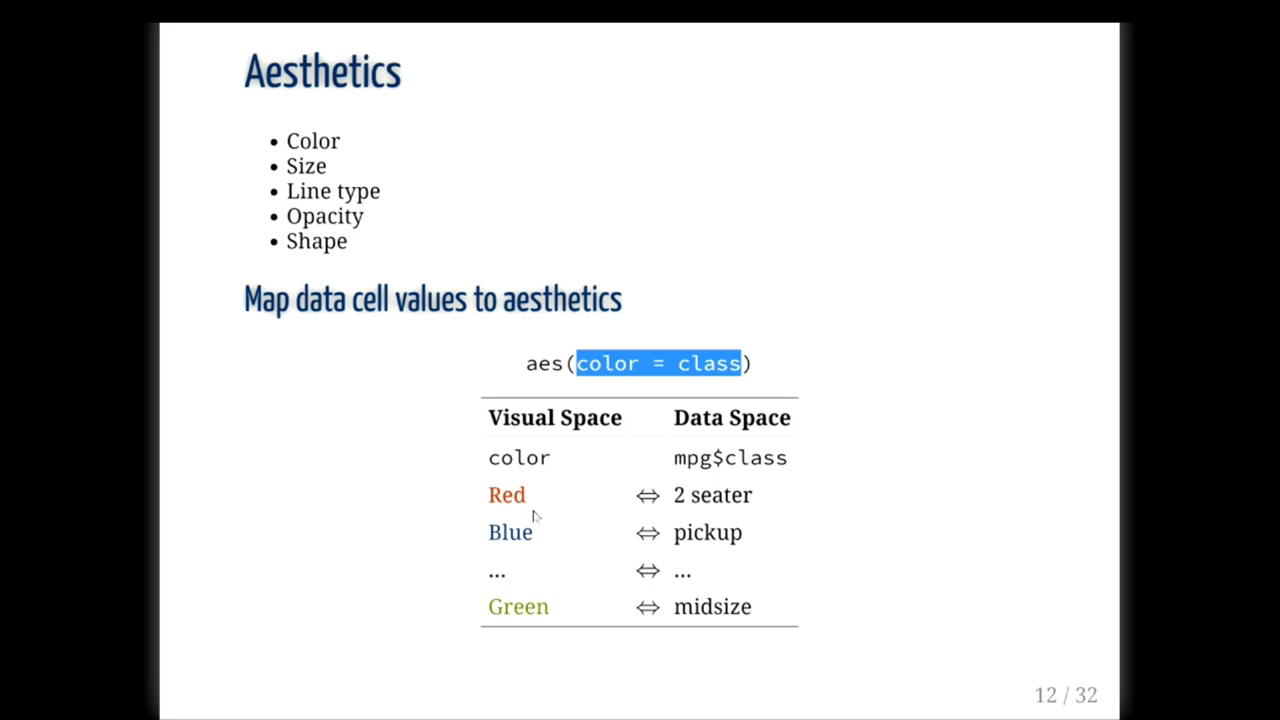 Aesthetics
• Color
• Size
• Line type
• Opacity
• Shape
Map data cell values to aesthetics
aes(color = class)
Visual Space Data Space
color mpg$class
Red ⇔ 2 seater
Blue ⇔ pickup
... ⇔ ...
Green ⇔ midsize
12 / 32